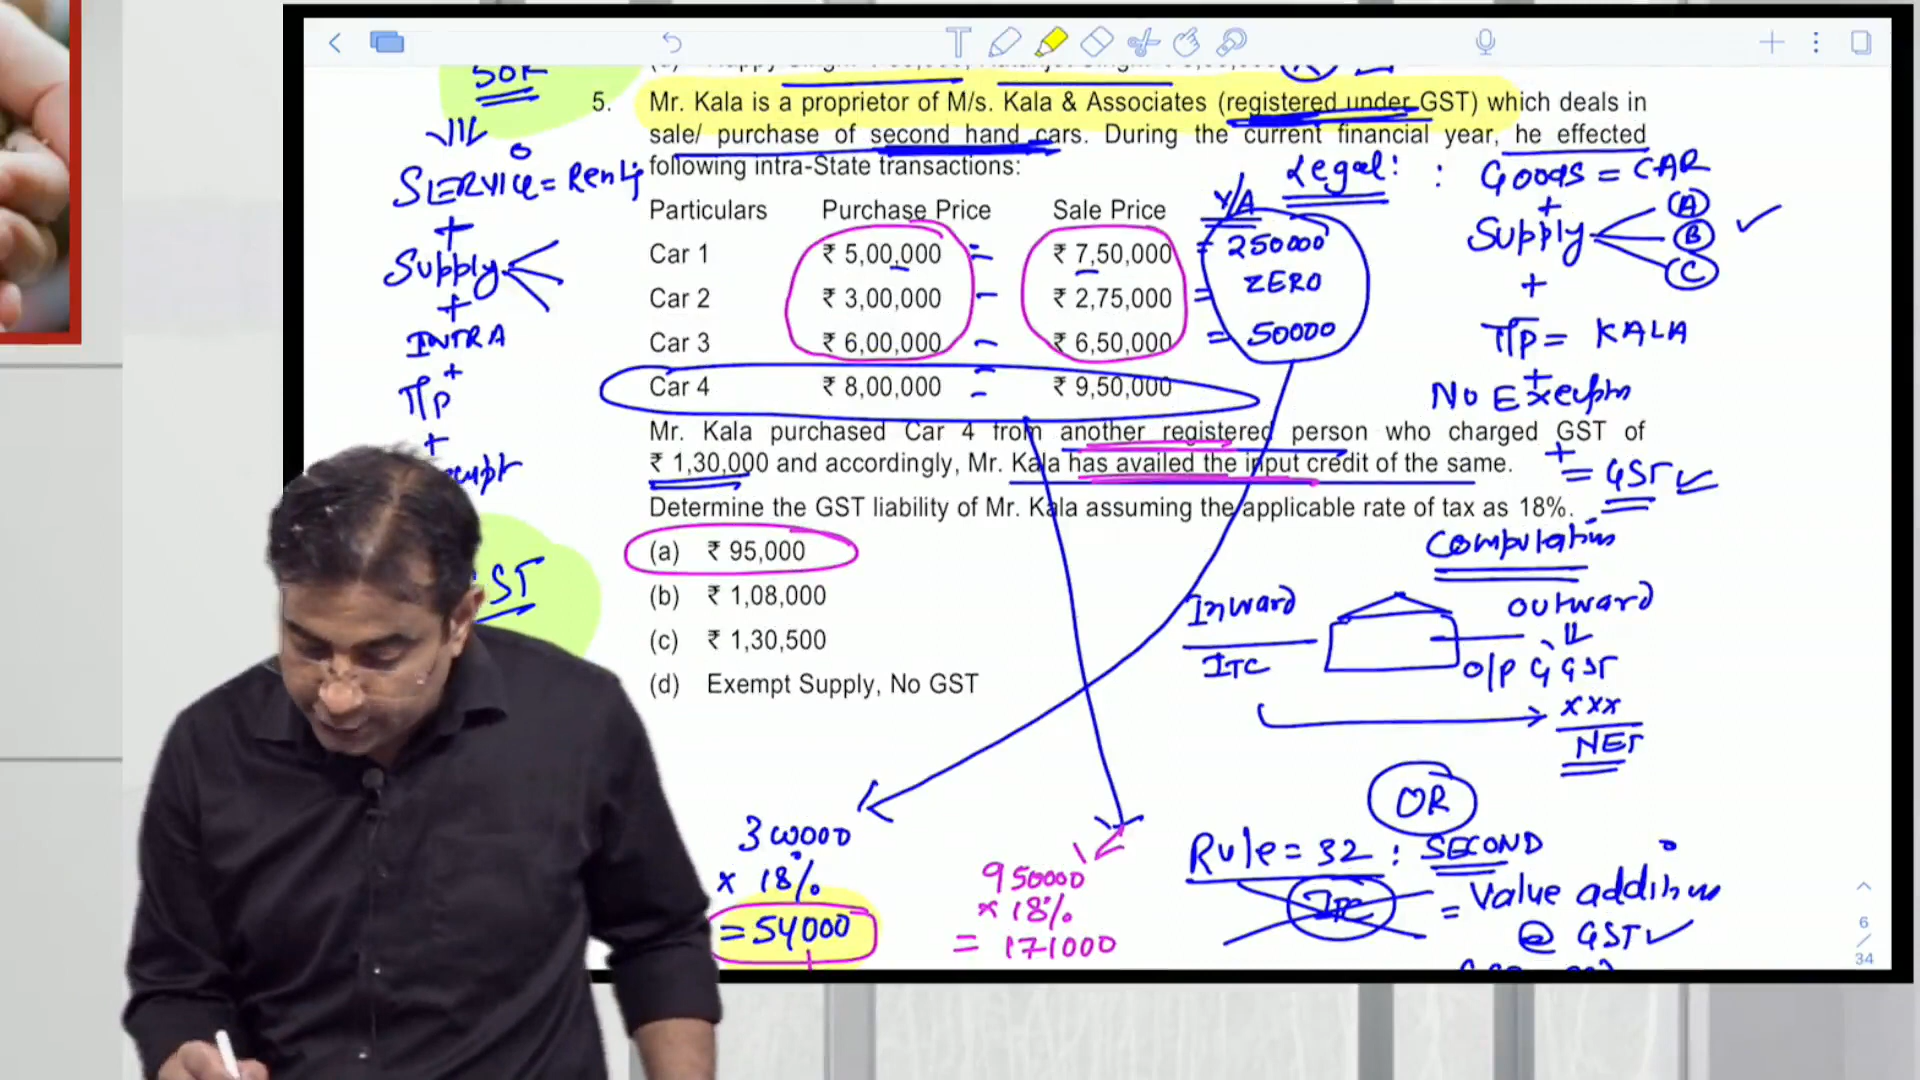 SOR
5. Mr. Kala is a proprietor of M/s. Kala & Associates (registered under GST) which deals in
sale/ purchase of second hand cars. During the current financial year, he effected
following intra-State transactions:
Particulars Purchase Price Sale Price V/A
Car 1 ₹ 5,00,000 - ₹ 7,50,000 = 250000
Car 2 ₹ 3,00,000 - ₹ 2,75,000 = ZERO
Car 3 ₹ 6,00,000 - ₹ 6,50,000 = 50000
Car 4 ₹ 8,00,000 - ₹ 9,50,000
Mr. Kala purchased Car 4 from another registered person who charged GST of
₹ 1,30,000 and accordingly, Mr. Kala has availed the input credit of the same.
Determine the GST liability of Mr. Kala assuming the applicable rate of tax as 18%.
(a) ₹ 95,000
(b) ₹ 1,08,000
(c) ₹ 1,30,500
(d) Exempt Supply, No GST
+
Supply
+
INTRA
+
TP
+
ST
Legal: : Goods = CAR
+
Supply A
B
C
+
TP = KALA
+
= GST
Computation
Inward Outward
ITC O/P G GST
xxx
NET
OR
Rule = 32 : SECOND
ITC = Value addition
@ GST
300000
x 18%
= 54000
950000
x 18%
= 171000
6
/
34